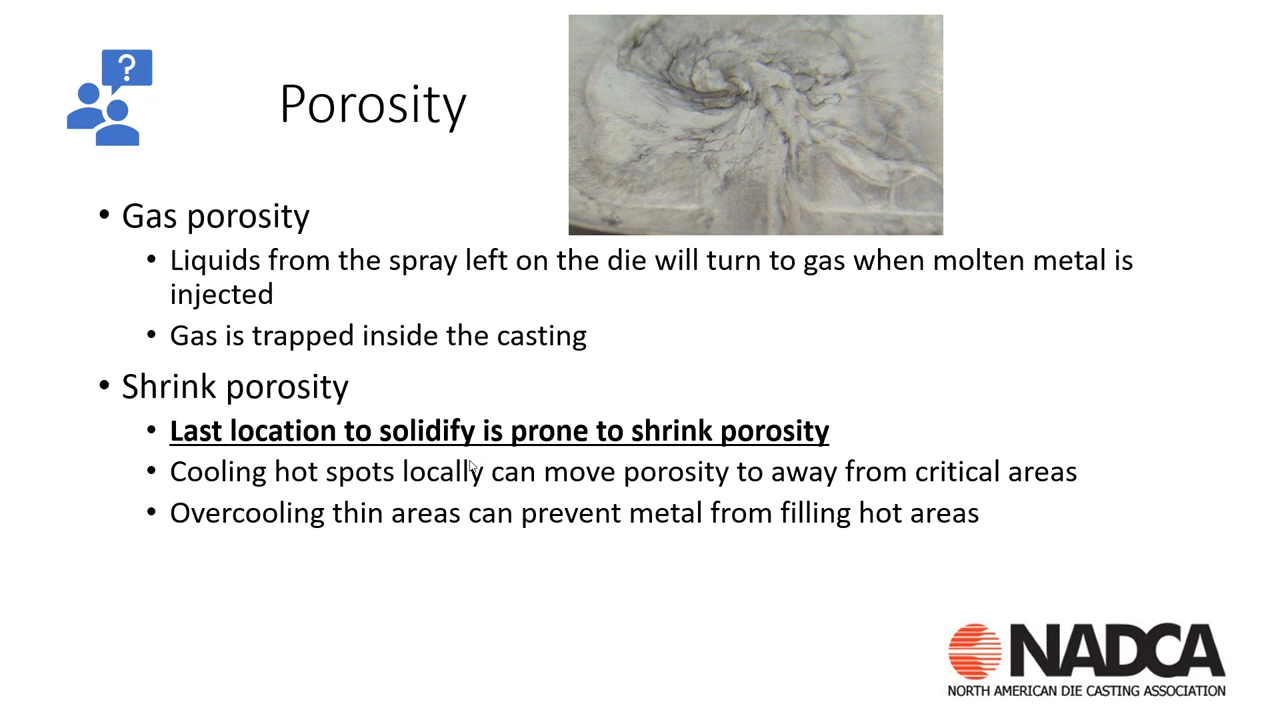 ?
Porosity
• Gas porosity
• Liquids from the spray left on the die will turn to gas when molten metal is
injected
• Gas is trapped inside the casting
• Shrink porosity
• Last location to solidify is prone to shrink porosity
• Cooling hot spots locally can move porosity to away from critical areas
• Overcooling thin areas can prevent metal from filling hot areas
NADCA
NORTH AMERICAN DIE CASTING ASSOCIATION